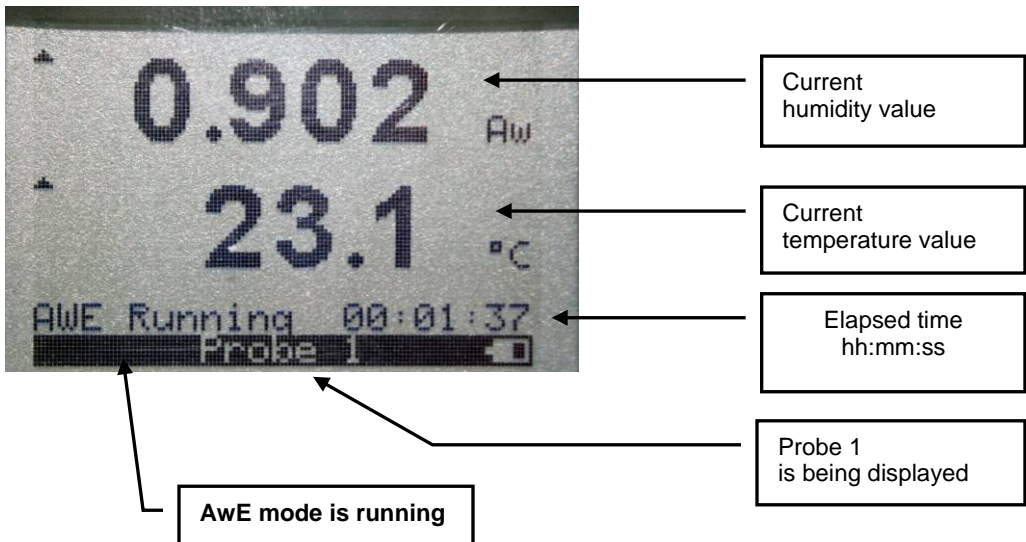 0.902 Aw
23.1 °C
AWE Running 00:01:37
Probe 1
Current
humidity value
Current
temperature value
Elapsed time
hh:mm:ss
Probe 1
is being displayed
AwE mode is running